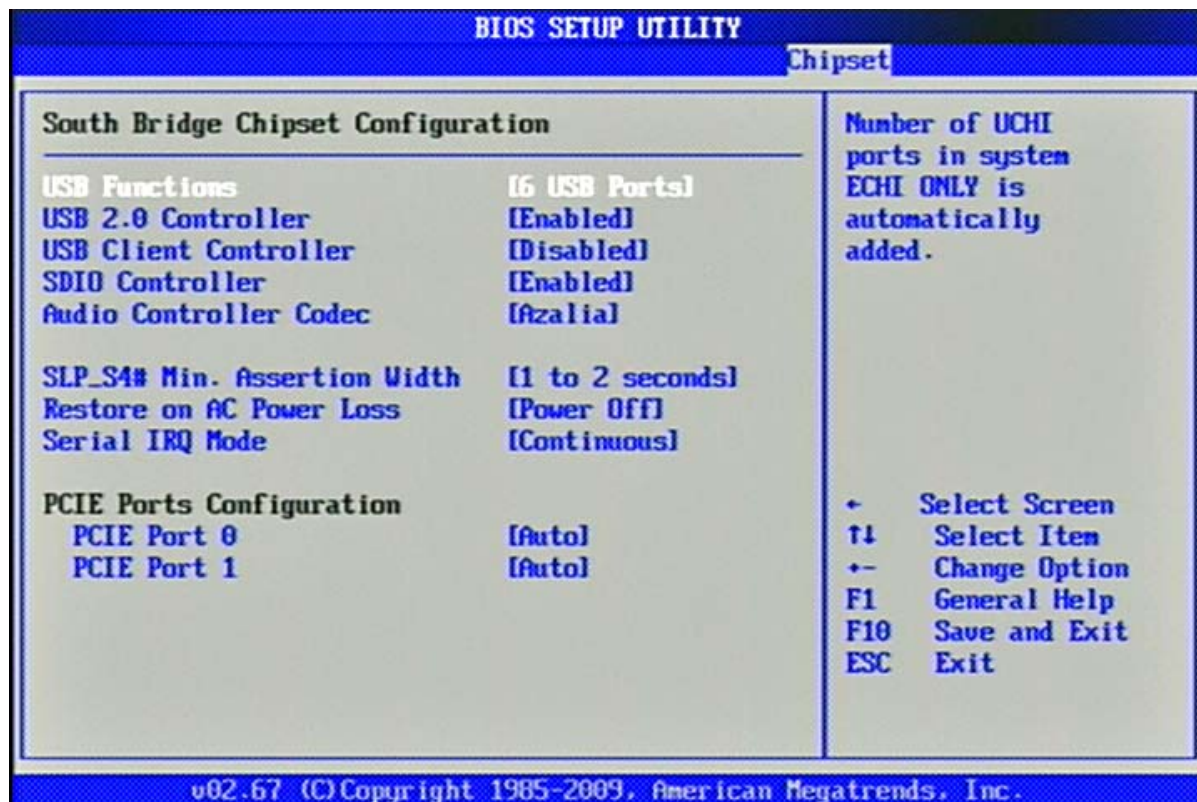 BIOS SETUP UTILITY
Chipset
South Bridge Chipset Configuration
USB Functions [6 USB Ports]
USB 2.0 Controller [Enabled]
USB Client Controller [Disabled]
SDIO Controller [Enabled]
Audio Controller Codec [Azalia]
SLP_S4# Min. Assertion Width [1 to 2 seconds]
Restore on AC Power Loss [Power Off]
Serial IRQ Mode [Continuous]
PCIE Ports Configuration
PCIE Port 0 [Auto]
PCIE Port 1 [Auto]
Number of UCHI
ports in system
ECHI ONLY is
automatically
added.
← Select Screen
↑↓ Select Item
+- Change Option
F1 General Help
F10 Save and Exit
ESC Exit
v02.67 (C)Copyright 1985-2009, American Megatrends, Inc.